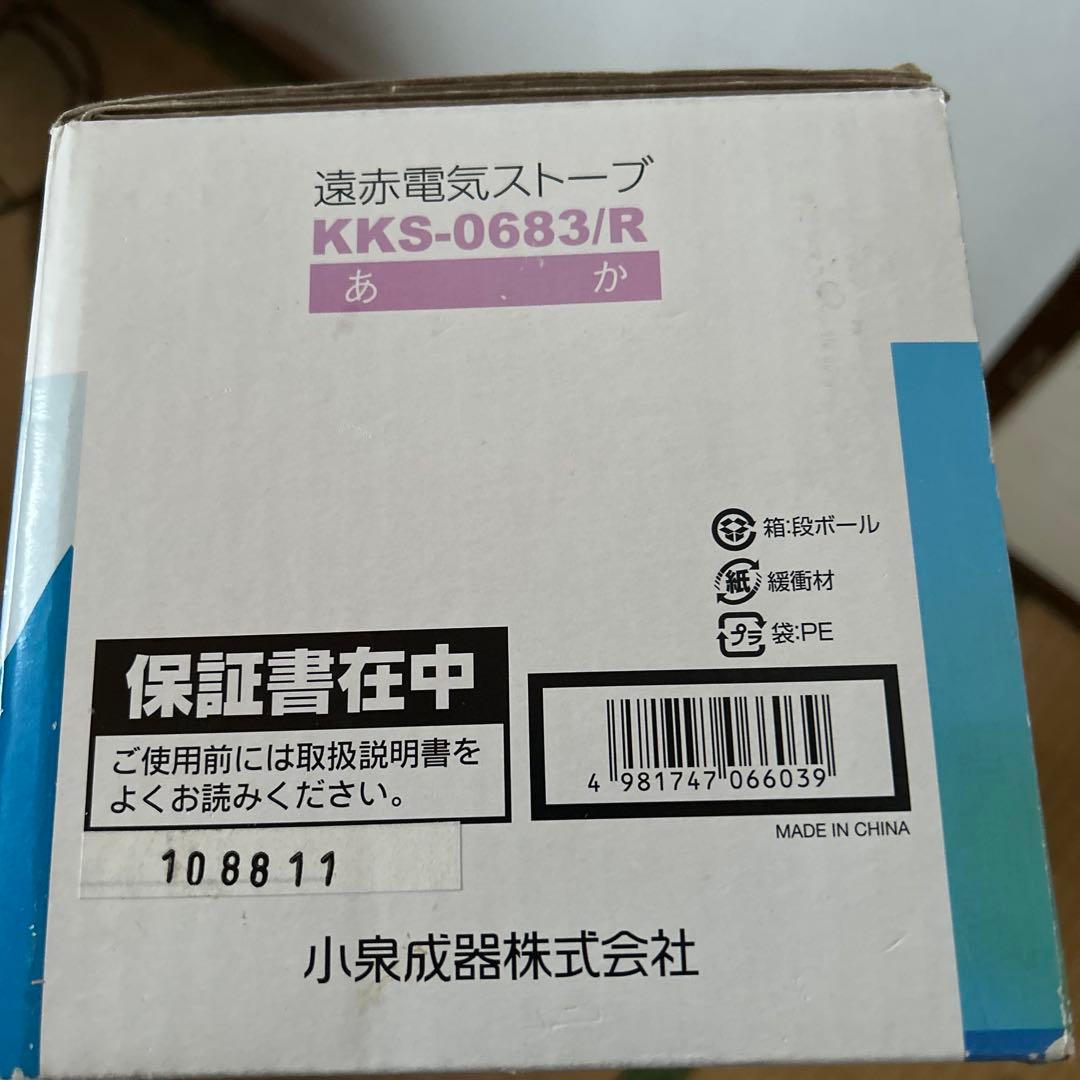 遠赤電気ストーブ
KKS-0683/R
あ か
箱:段ボール
紙 緩衝材
プラ 袋:PE
保証書在中
ご使用前には取扱説明書を
よくお読みください。
4 981747 066039
MADE IN CHINA
108811
小泉成器株式会社